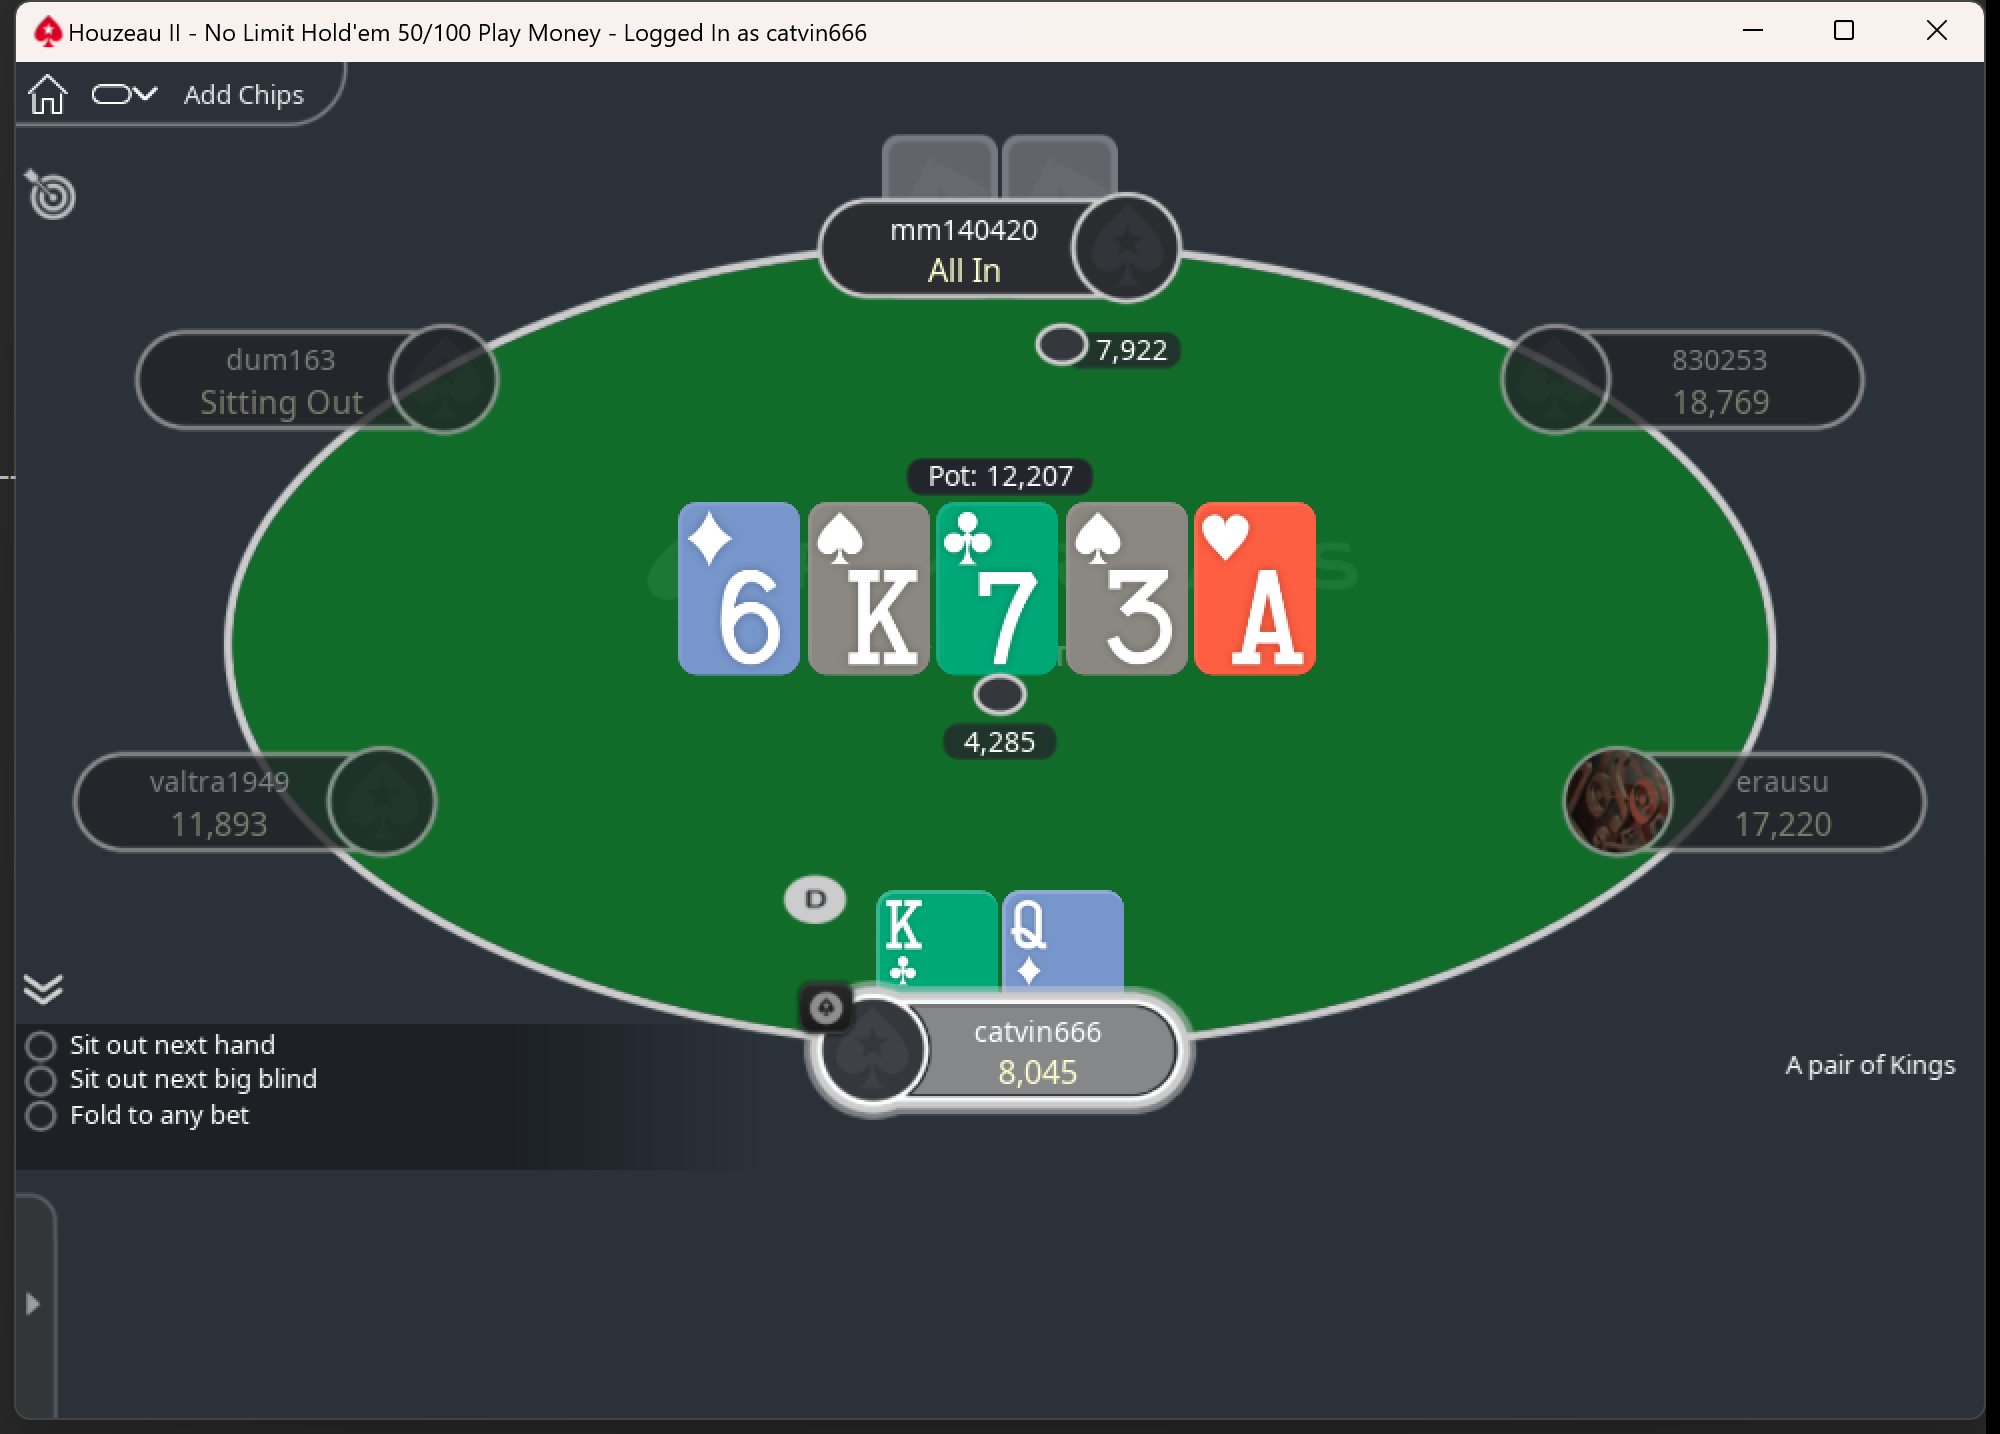 Houzeau II - No Limit Hold'em 50/100 Play Money - Logged In as catvin666
Add Chips
mm140420
All In
7,922
dum163
Sitting Out
830253
18,769
Pot: 12,207
6
K
7
3
A
4,285
valtra1949
11,893
erausu
17,220
D
K
Q
catvin666
8,045
Sit out next hand
Sit out next big blind
Fold to any bet
A pair of Kings